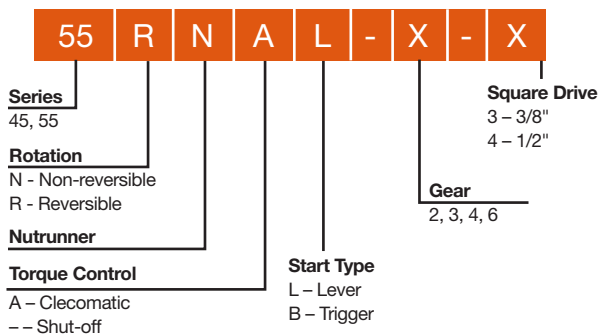 55 R N A L - X - X
Series
45, 55
Rotation
N - Non-reversible
R - Reversible
Nutrunner
Torque Control
A – Clecomatic
– – Shut-off
Start Type
L – Lever
B – Trigger
Gear
2, 3, 4, 6
Square Drive
3 – 3/8"
4 – 1/2"